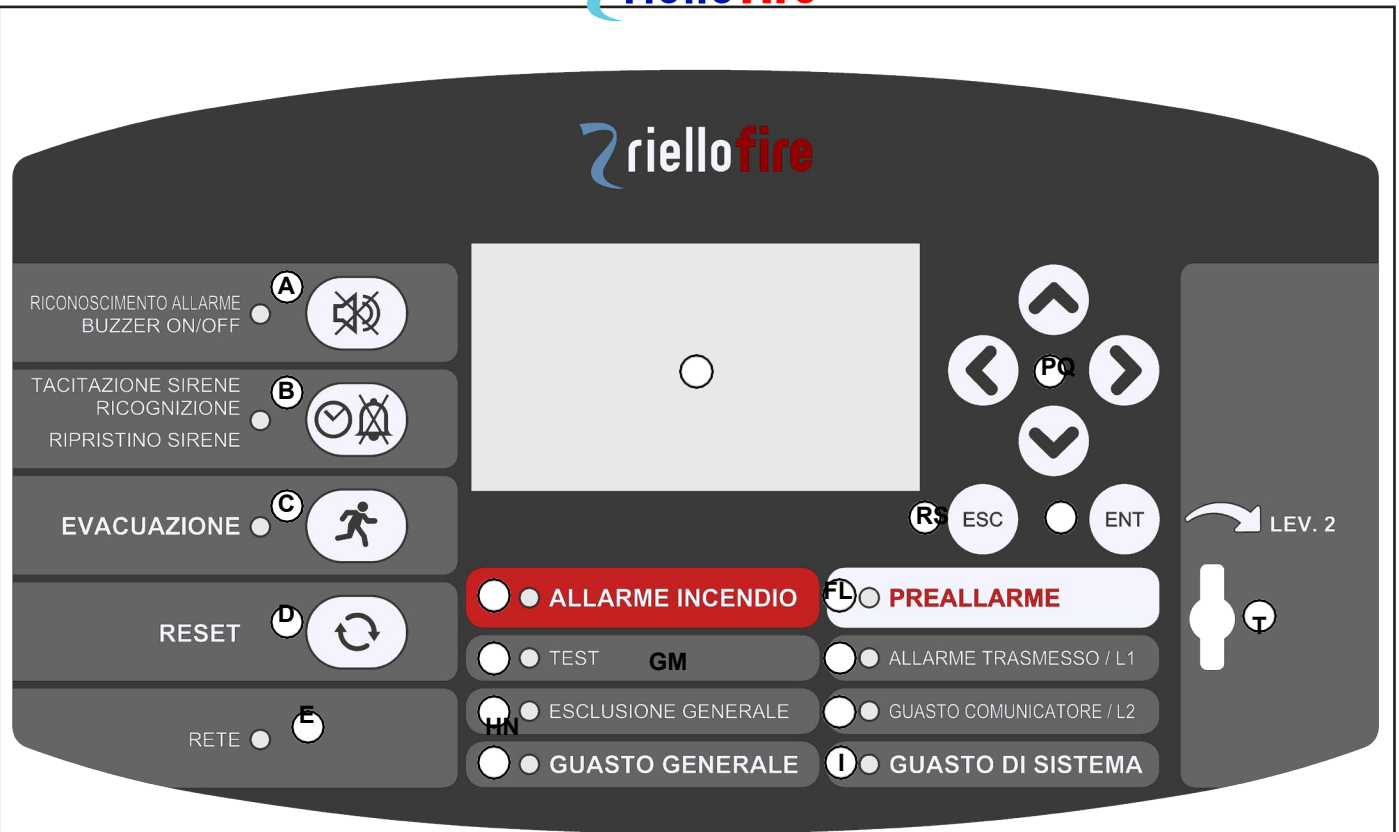 riellofire
riellofire
A
RICONOSCIMENTO ALLARME
BUZZER ON/OFF
B
TACITAZIONE SIRENE
RICOGNIZIONE
RIPRISTINO SIRENE
PQ
C
EVACUAZIONE
RS
ESC
ENT
LEV. 2
D
RESET
ALLARME INCENDIO
FL
PREALLARME
T
TEST
GM
ALLARME TRASMESSO / L1
E
RETE
HN
ESCLUSIONE GENERALE
GUASTO COMUNICATORE / L2
GUASTO GENERALE
I
GUASTO DI SISTEMA